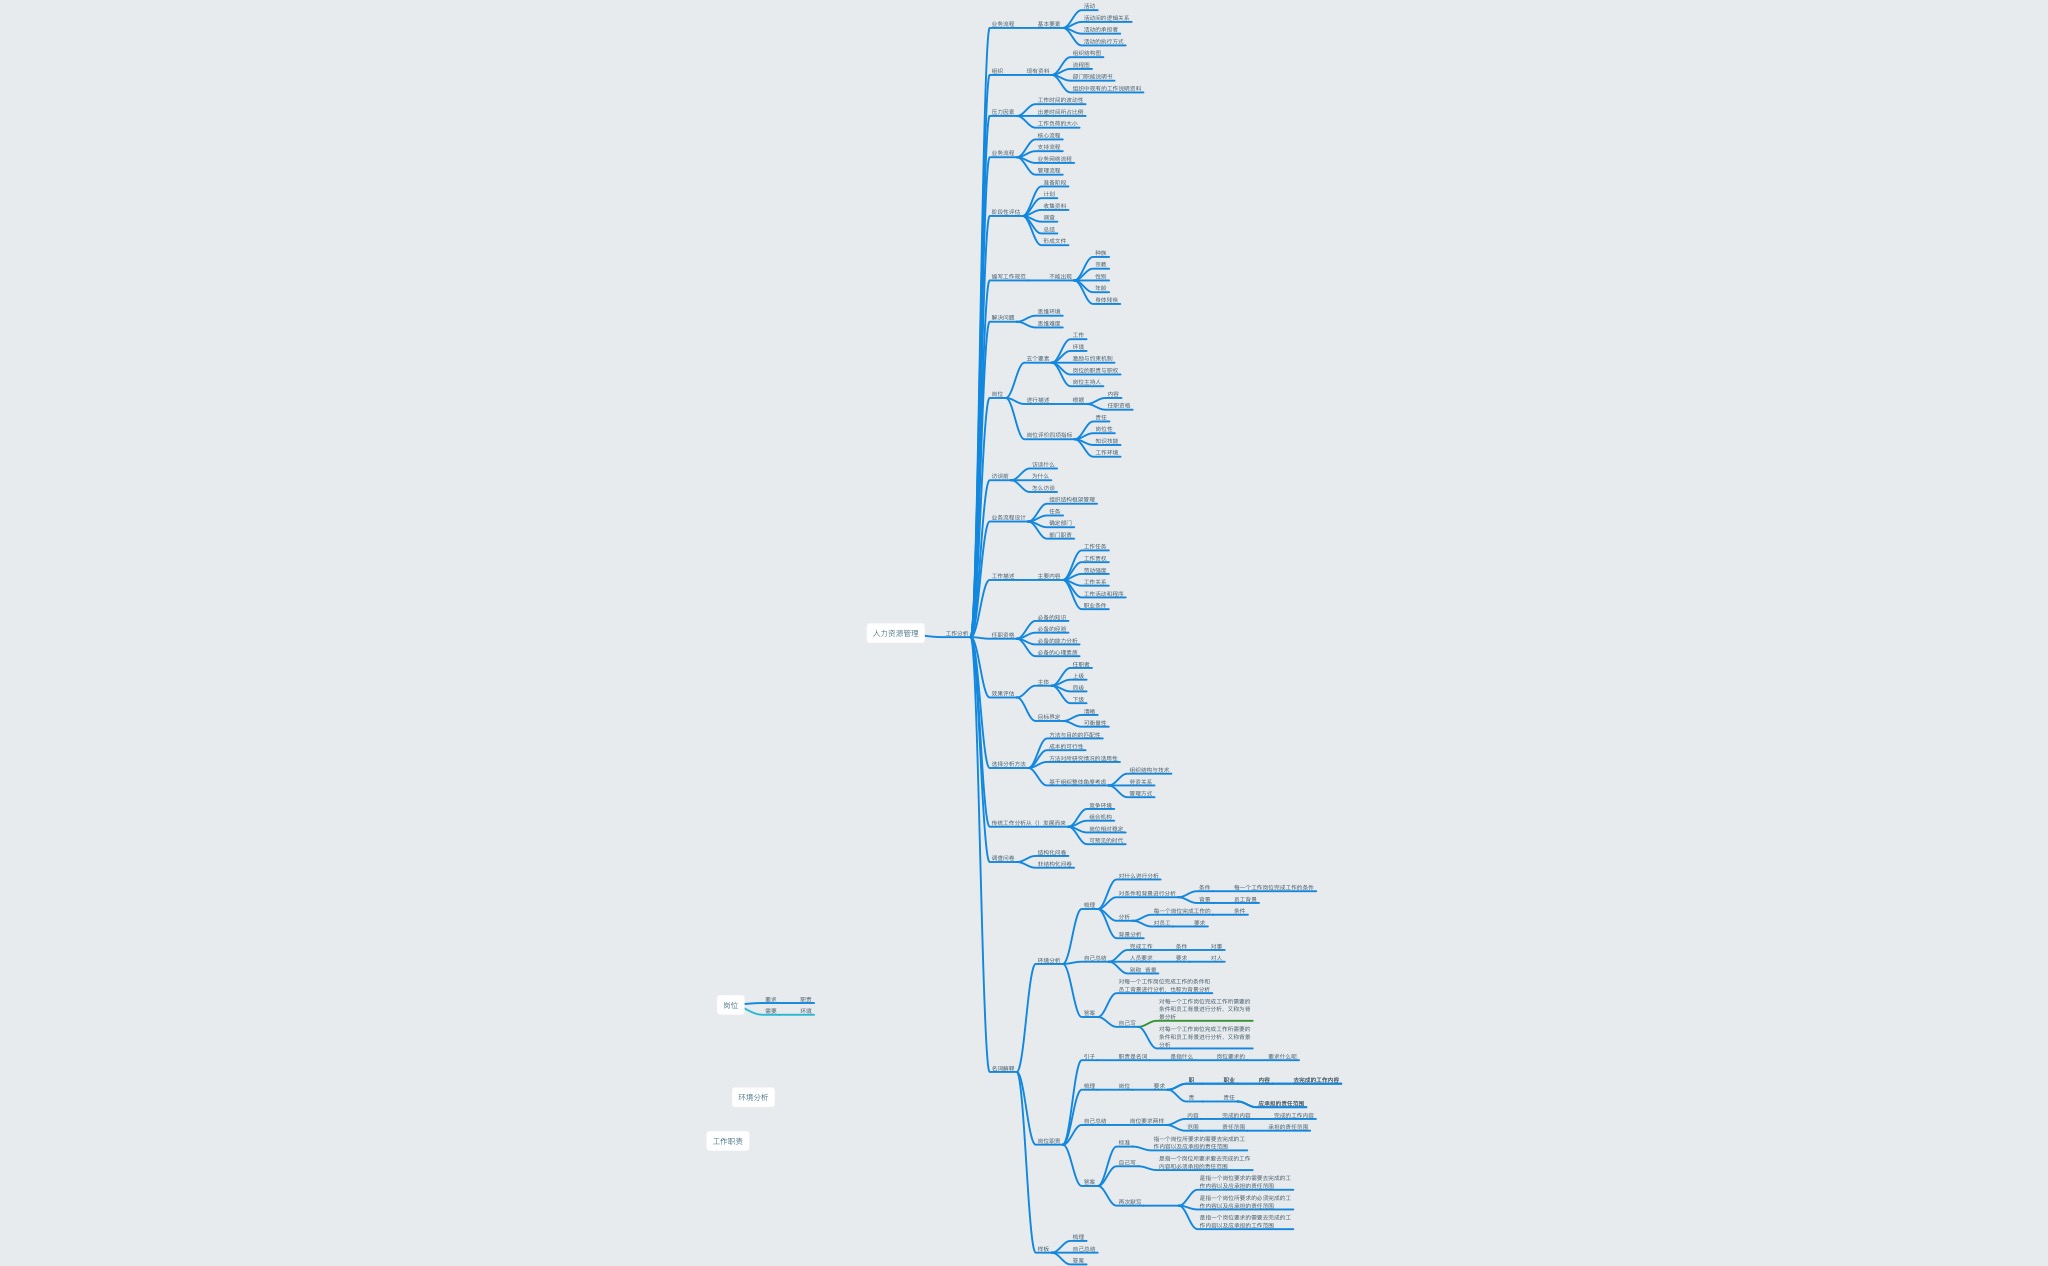 人力资源管理
工作分析
业务流程
基本要素
活动
活动间的逻辑关系
活动的承担者
活动的执行方式
组织
现有资料
组织结构图
流程图
部门职能说明书
组织中现有的工作说明资料
压力因素
工作时间的波动性
出差时间所占比例
工作负荷的大小
业务流程
核心流程
支持流程
业务网络流程
管理流程
阶段性评估
准备阶段
计划
收集资料
调查
总结
形成文件
编写工作规范
不能出现
种族
宗教
性别
年龄
身体残疾
解决问题
思维环境
思维难度
岗位
五个要素
工作
环境
激励与约束机制
岗位的职责与职权
岗位主持人
进行描述
根据
内容
任职资格
岗位评价四项指标
责任
岗位性
知识技能
工作环境
访谈前
访谈什么
为什么
怎么访谈
业务流程设计
组织结构框架管理
任务
确定部门
部门职责
工作描述
主要内容
工作任务
工作责权
劳动强度
工作关系
工作活动和程序
职业条件
任职资格
必备的知识
必备的经验
必备的能力分析
必备的心理素质
效果评估
主体
任职者
上级
同级
下级
目标界定
清晰
可衡量性
选择分析方法
方法与目的的匹配性
成本的可行性
方法对所研究情况的适用性
基于组织整体角度考虑
组织结构与技术
劳资关系
管理方式
传统工作分析从（）发展而来
竞争环境
组合机构
岗位相对稳定
可预见的时代
调查问卷
结构化问卷
非结构化问卷
名词解释
环境分析
梳理
对什么进行分析
对条件和背景进行分析
条件
每一个工作岗位完成工作的条件
背景
员工背景
分析
每一个岗位完成工作的
条件
对员工
要求
背景分析
自己总结
完成工作
条件
对事
人员要求
要求
对人
别称 背景
答案
对每一个工作岗位完成工作的条件和
员工背景进行分析，也称为背景分析
自己写
对每一个工作岗位完成工作所需要的
条件和员工背景进行分析，又称为背
景分析
对每一个工作岗位完成工作所需要的
条件和员工背景进行分析，又称背景
分析
岗位职责
引子
职责是名词
是指什么
岗位要求的
要求什么呢
梳理
岗位
要求
职
职业
内容
去完成的工作内容
责
责任
应承担的责任范围
自己总结
岗位要求两样
内容
完成的内容
完成的工作内容
范围
责任范围
承担的责任范围
答案
标准
指一个岗位所要求的需要去完成的工
作内容以及应承担的责任范围
自己写
是指一个岗位所要求要去完成的工作
内容和必须承担的责任范围
再次默写
是指一个岗位要求的需要去完成的工
作内容以及应承担的责任范围
是指一个岗位所要求的必须完成的工
作内容以及应承担的责任范围
是指一个岗位要求的需要去完成的工
作内容以及应承担的工作范围
模板
梳理
自己总结
答案
岗位
要求
职责
需要
环境
环境分析
工作职责